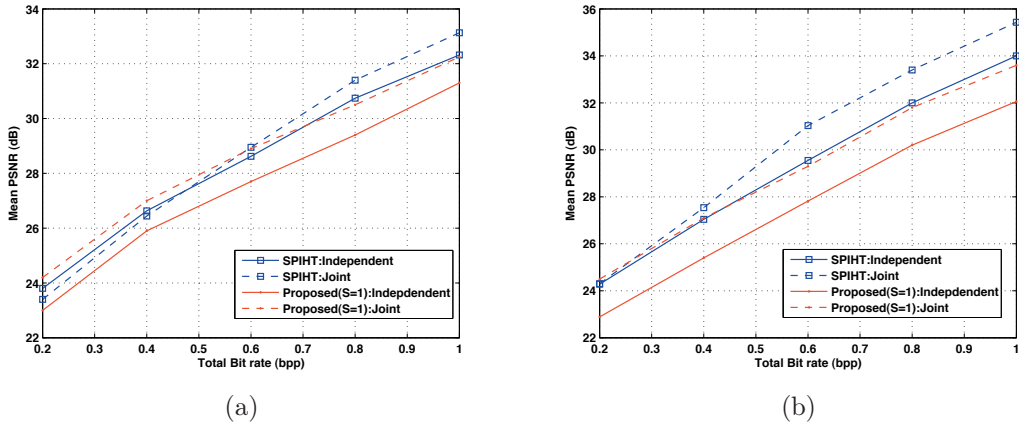 34
32
30
28
26
24
22
Mean PSNR (dB)
0.2 0.3 0.4 0.5 0.6 0.7 0.8 0.9 1
Total Bit rate (bpp)
SPIHT:Independent
SPIHT:Joint
Proposed(S=1):Indepdendent
Proposed(S=1):Joint
(a)
36
34
32
30
28
26
24
22
Mean PSNR (dB)
0.2 0.3 0.4 0.5 0.6 0.7 0.8 0.9 1
Total Bit rate (bpp)
SPIHT:Independent
SPIHT:Joint
Proposed(S=1):Independent
Proposed(S=1):Joint
(b)